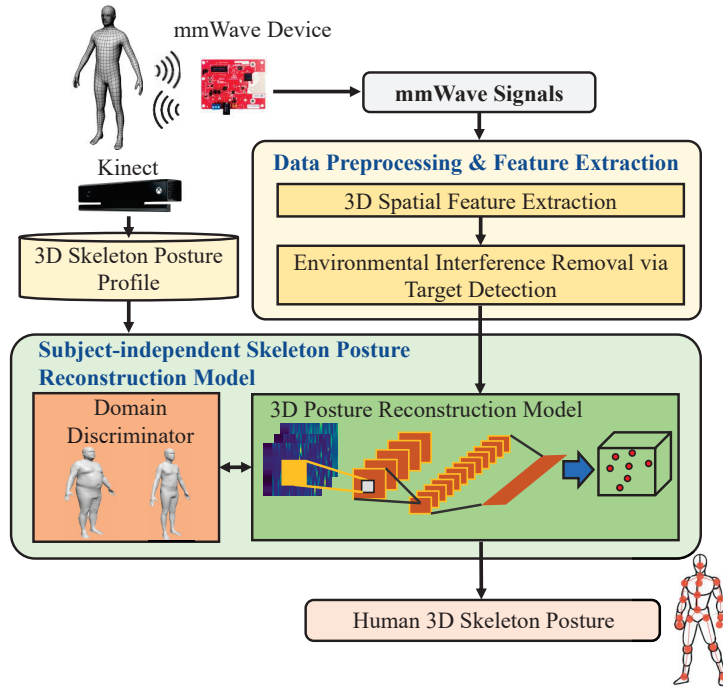 mmWave Device
mmWave Signals
Kinect
3D Skeleton Posture
Profile
Data Preprocessing & Feature Extraction
3D Spatial Feature Extraction
Environmental Interference Removal via
Target Detection
Subject-independent Skeleton Posture
Reconstruction Model
Domain
Discriminator
3D Posture Reconstruction Model
Human 3D Skeleton Posture